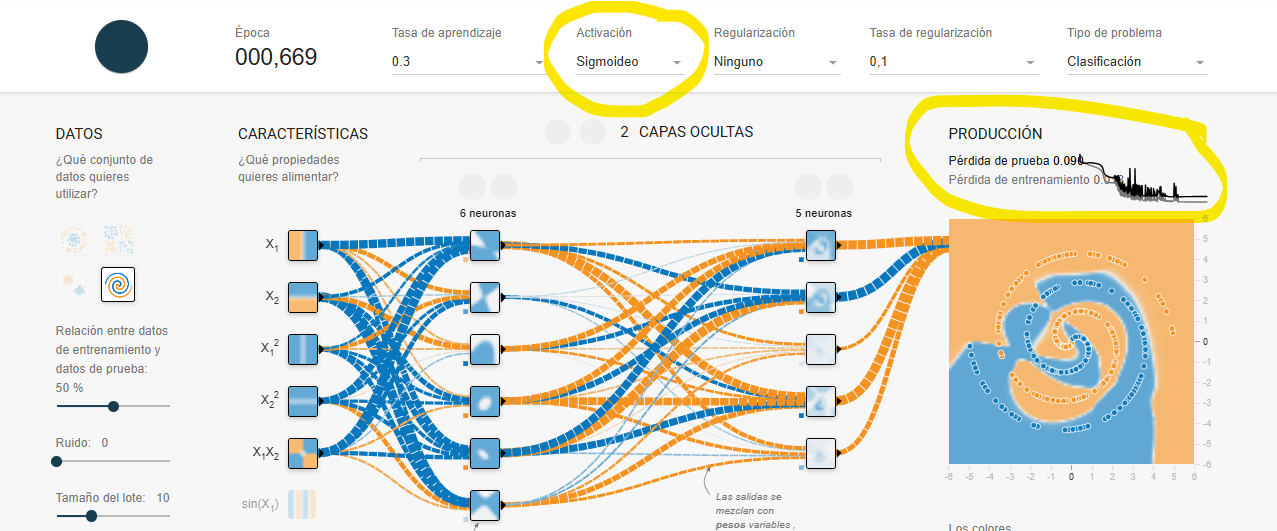 Época
000,669
Tasa de aprendizaje
0.3
Activación
Sigmoideo
Regularización
Ninguno
Tasa de regularización
0,1
Tipo de problema
Clasificación
DATOS
¿Qué conjunto de
datos quieres
utilizar?
Relación entre datos
de entrenamiento y
datos de prueba:
50 %
Ruido: 0
Tamaño del lote: 10
CARACTERÍSTICAS
¿Qué propiedades
quieres alimentar?
X1
X2
X1²
X2²
X1X2
sin(X1)
2 CAPAS OCULTAS
6 neuronas
5 neuronas
Las salidas se
mezclan con
pesos variables ,
PRODUCCIÓN
Pérdida de prueba 0.090
Pérdida de entrenamiento
6
5
4
3
2
1
0
-1
-2
-3
-4
-5
-6
-6 -5 -4 -3 -2 -1 0 1 2 3 4 5 6
Los colores